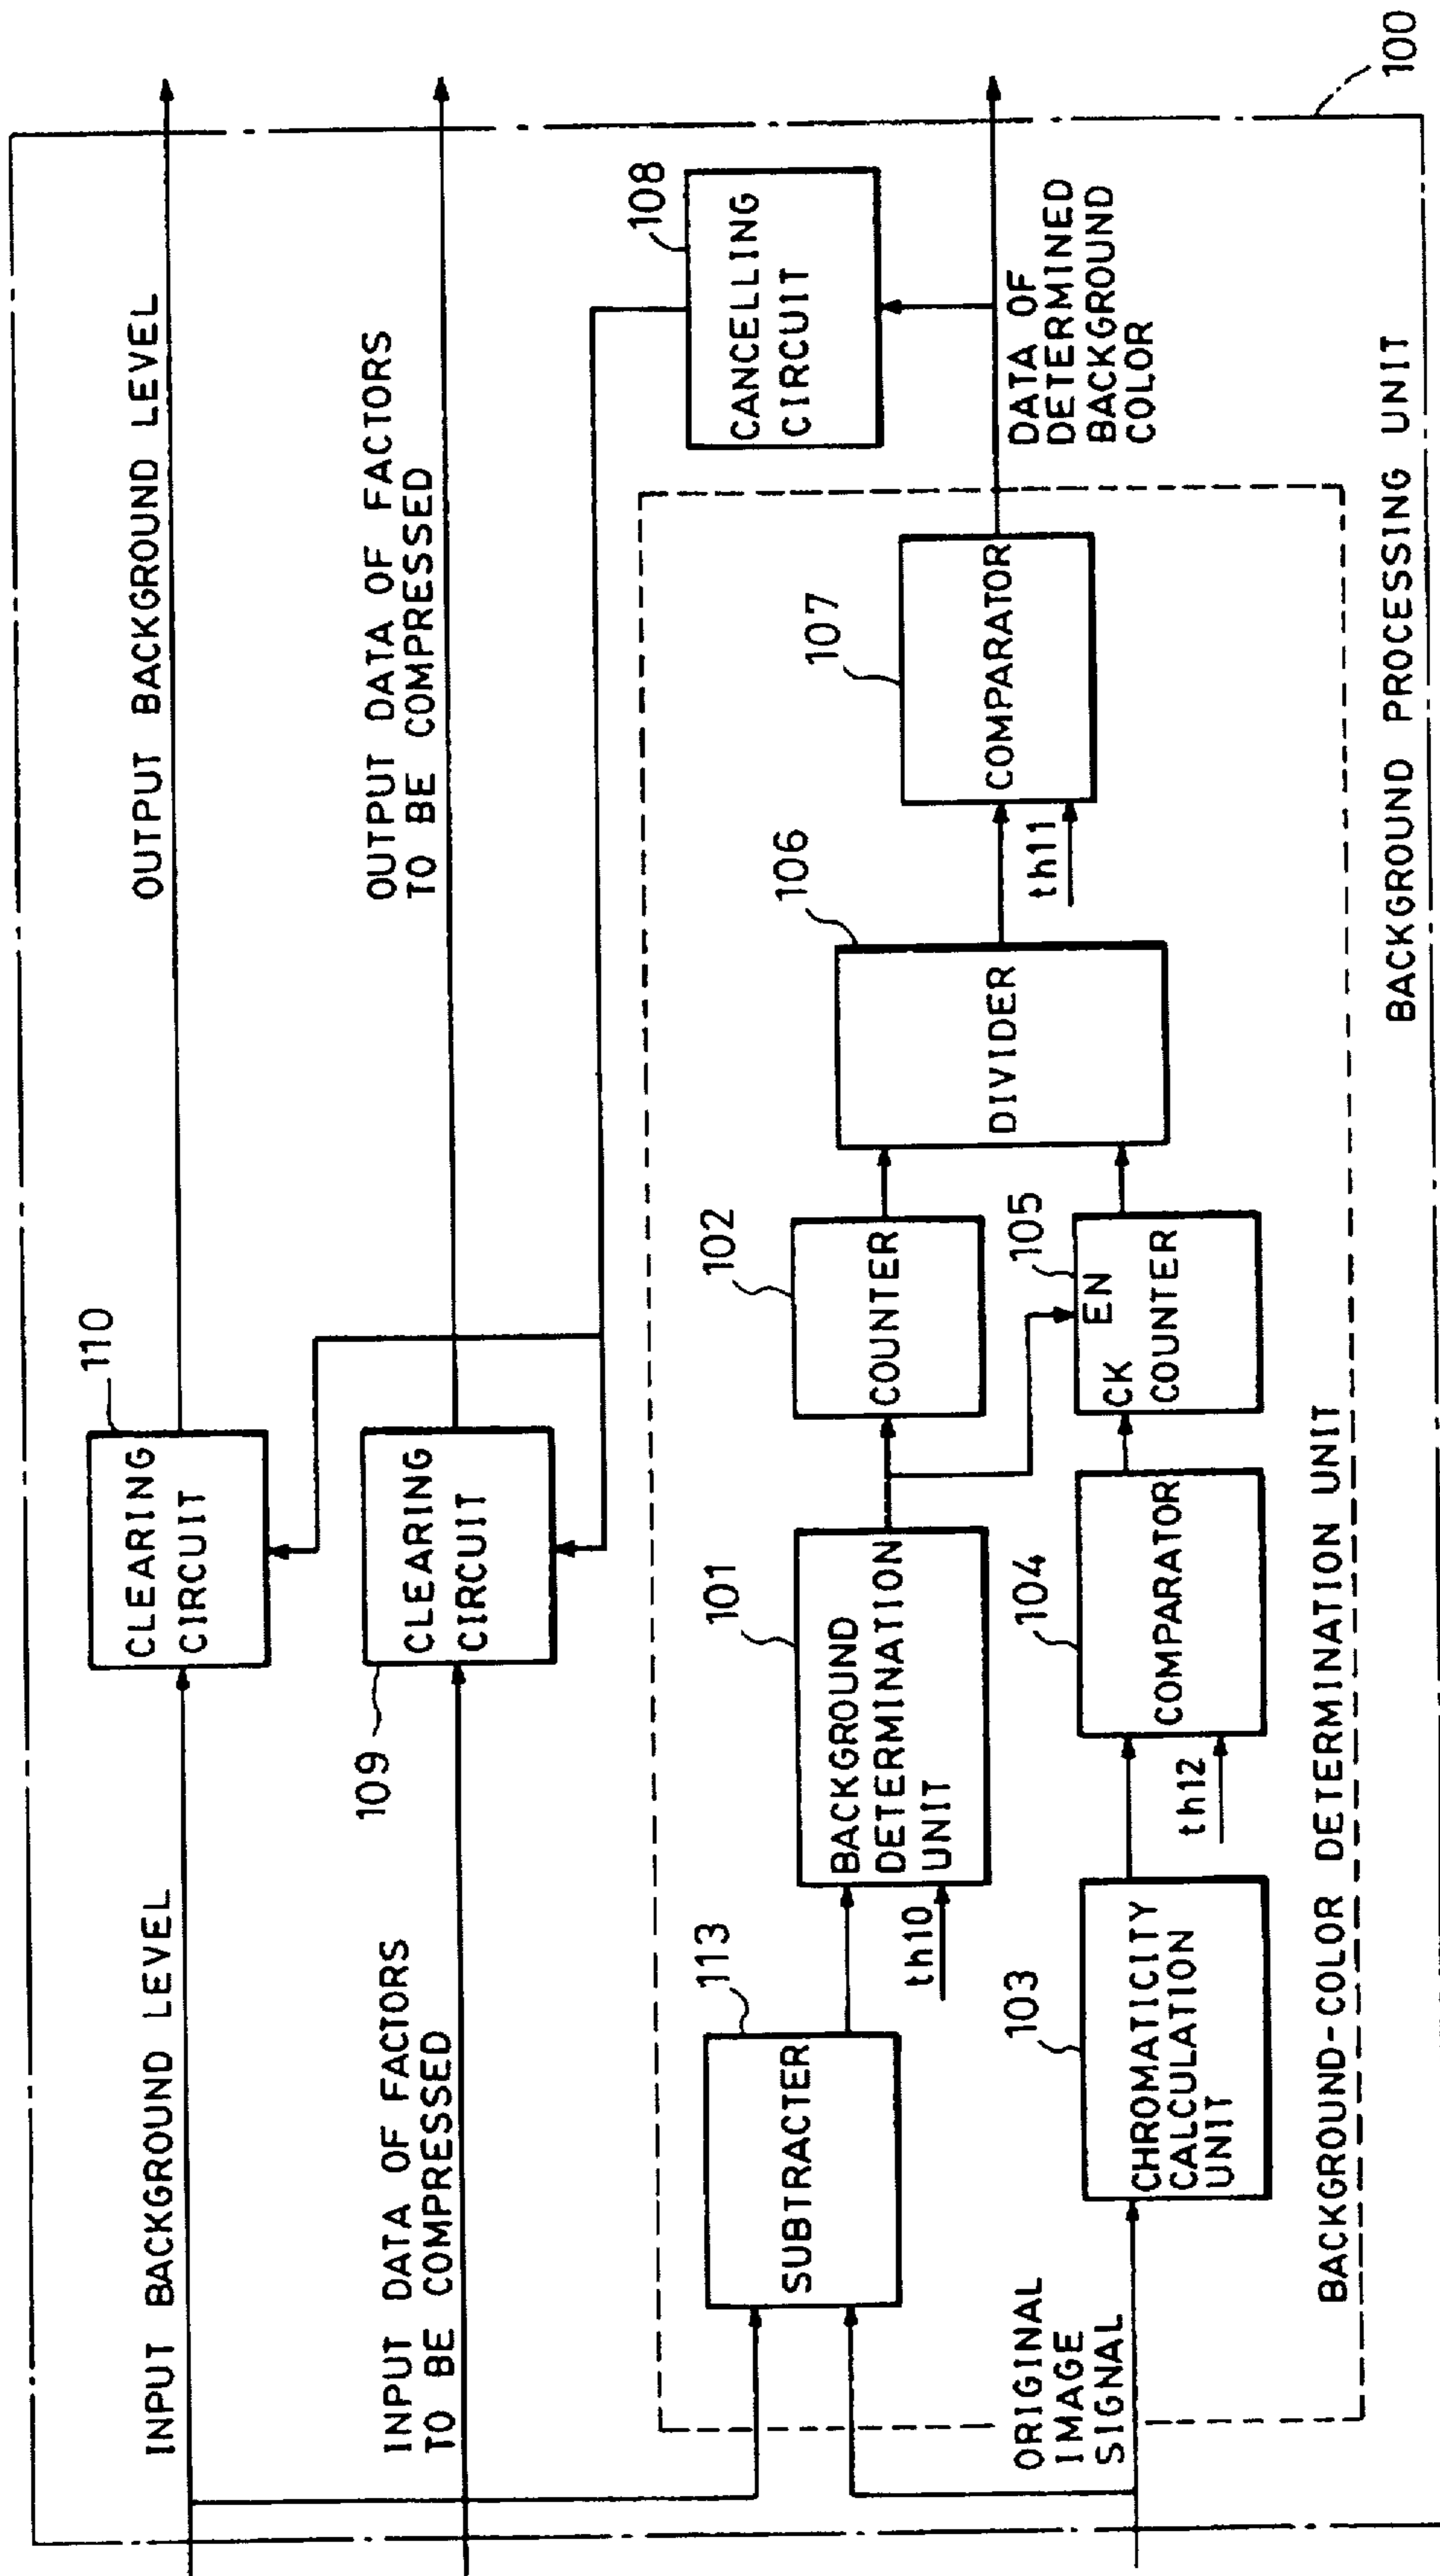 INPUT BACKGROUND LEVEL
110
CLEARING
CIRCUIT
OUTPUT BACKGROUND LEVEL
INPUT DATA OF FACTORS
TO BE COMPRESSED
109
CLEARING
CIRCUIT
OUTPUT DATA OF FACTORS
TO BE COMPRESSED
108
CANCELLING
CIRCUIT
113
SUBTRACTER
th10
101
BACKGROUND
DETERMINATION
UNIT
102
COUNTER
106
DIVIDER
th11
107
COMPARATOR
DATA OF
DETERMINED
BACKGROUND
COLOR
ORIGINAL
IMAGE
SIGNAL
103
CHROMATICITY
CALCULATION
UNIT
th12
104
COMPARATOR
105
EN
CK
COUNTER
BACKGROUND-COLOR DETERMINATION UNIT
BACKGROUND PROCESSING UNIT
100